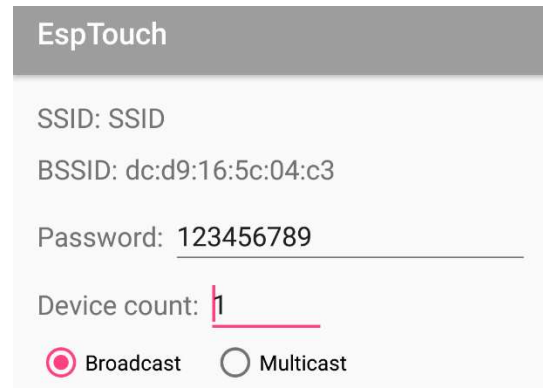 EspTouch
SSID: SSID
BSSID: dc:d9:16:5c:04:c3
Password: 123456789
Device count: 1
Broadcast Multicast